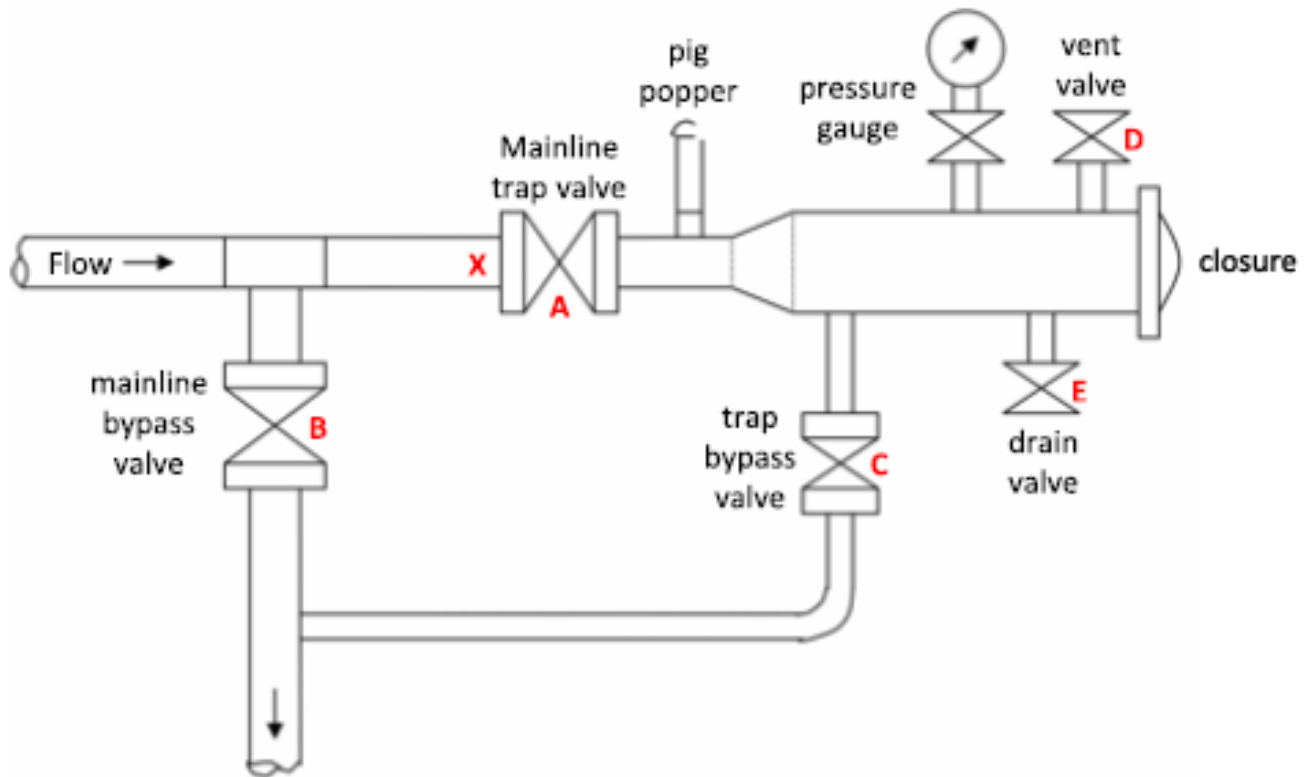 pig
popper
pressure
gauge
vent
valve
D
Mainline
trap valve
Flow
X
A
closure
mainline
bypass
valve
B
trap
bypass
valve
C
E
drain
valve